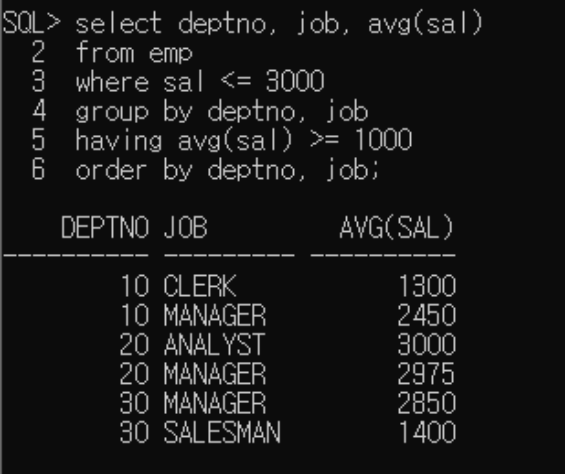 SQL> select deptno, job, avg(sal)
2 from emp
3 where sal <= 3000
4 group by deptno, job
5 having avg(sal) >= 1000
6 order by deptno, job;
DEPTNO JOB AVG(SAL)
---------- --------- ----------
10 CLERK 1300
10 MANAGER 2450
20 ANALYST 3000
20 MANAGER 2975
30 MANAGER 2850
30 SALESMAN 1400